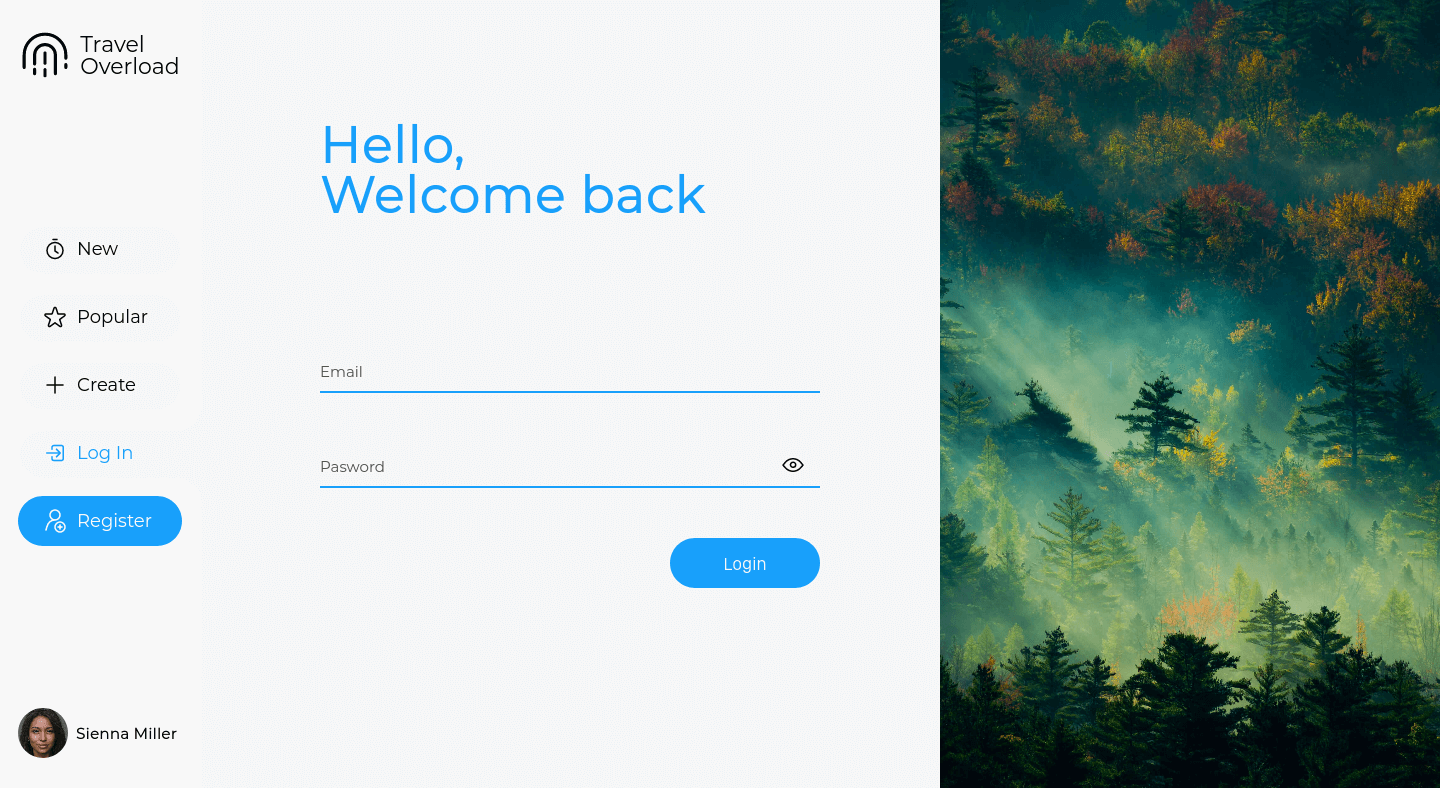 Travel
Overload
New
Popular
Create
Log In
Register
Sienna Miller
Hello,
Welcome back
Email
Pasword
Login